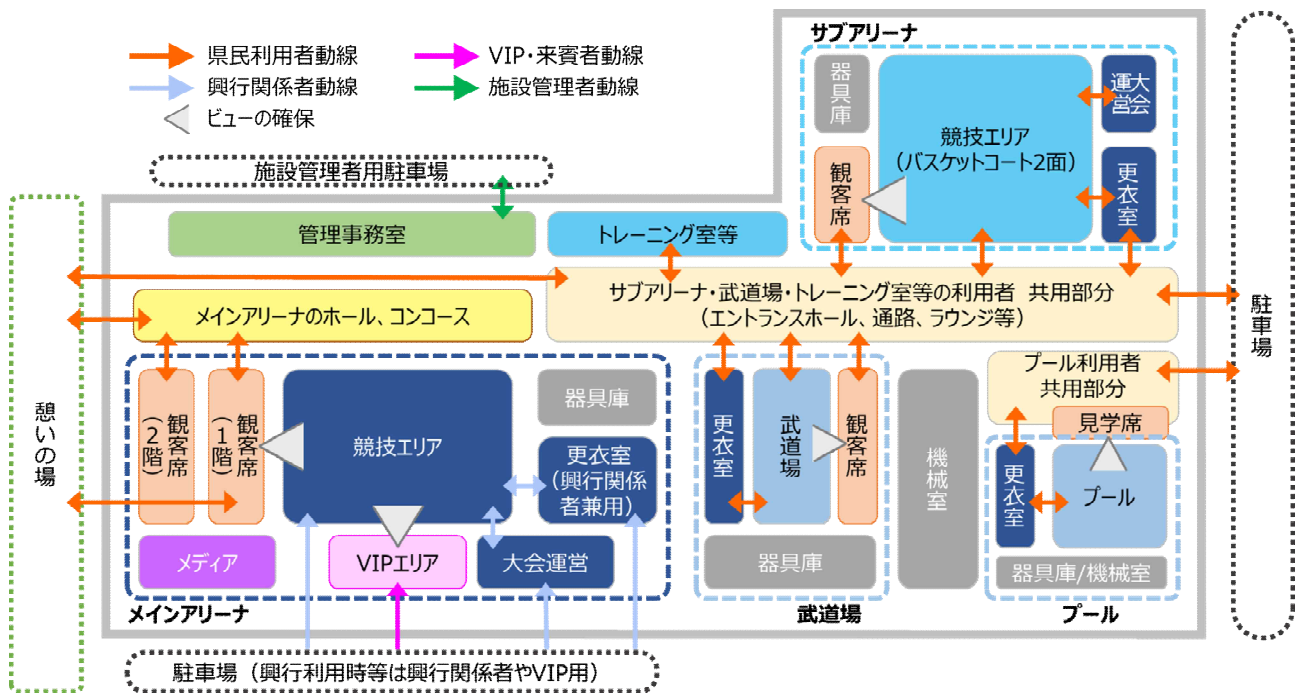 県民利用者動線
VIP・来賓者動線
興行関係者動線
施設管理者動線
ビューの確保
サブアリーナ
器具庫
競技エリア
（バスケットコート2面）
大会
運営
観客席
更衣室
施設管理者用駐車場
管理事務室
トレーニング室等
サブアリーナ・武道場・トレーニング室等の利用者 共用部分
（エントランスホール、通路、ラウンジ等）
メインアリーナのホール、コンコース
駐車場
憩いの場
観客席
（2階）
観客席
（1階）
競技エリア
器具庫
更衣室
（興行関係
者兼用）
メディア
VIPエリア
大会運営
メインアリーナ
更衣室
武道場
観客席
器具庫
武道場
機械室
プール利用者
共用部分
見学席
更衣室
プール
器具庫/機械室
プール
駐車場（興行利用時等は興行関係者やVIP用）